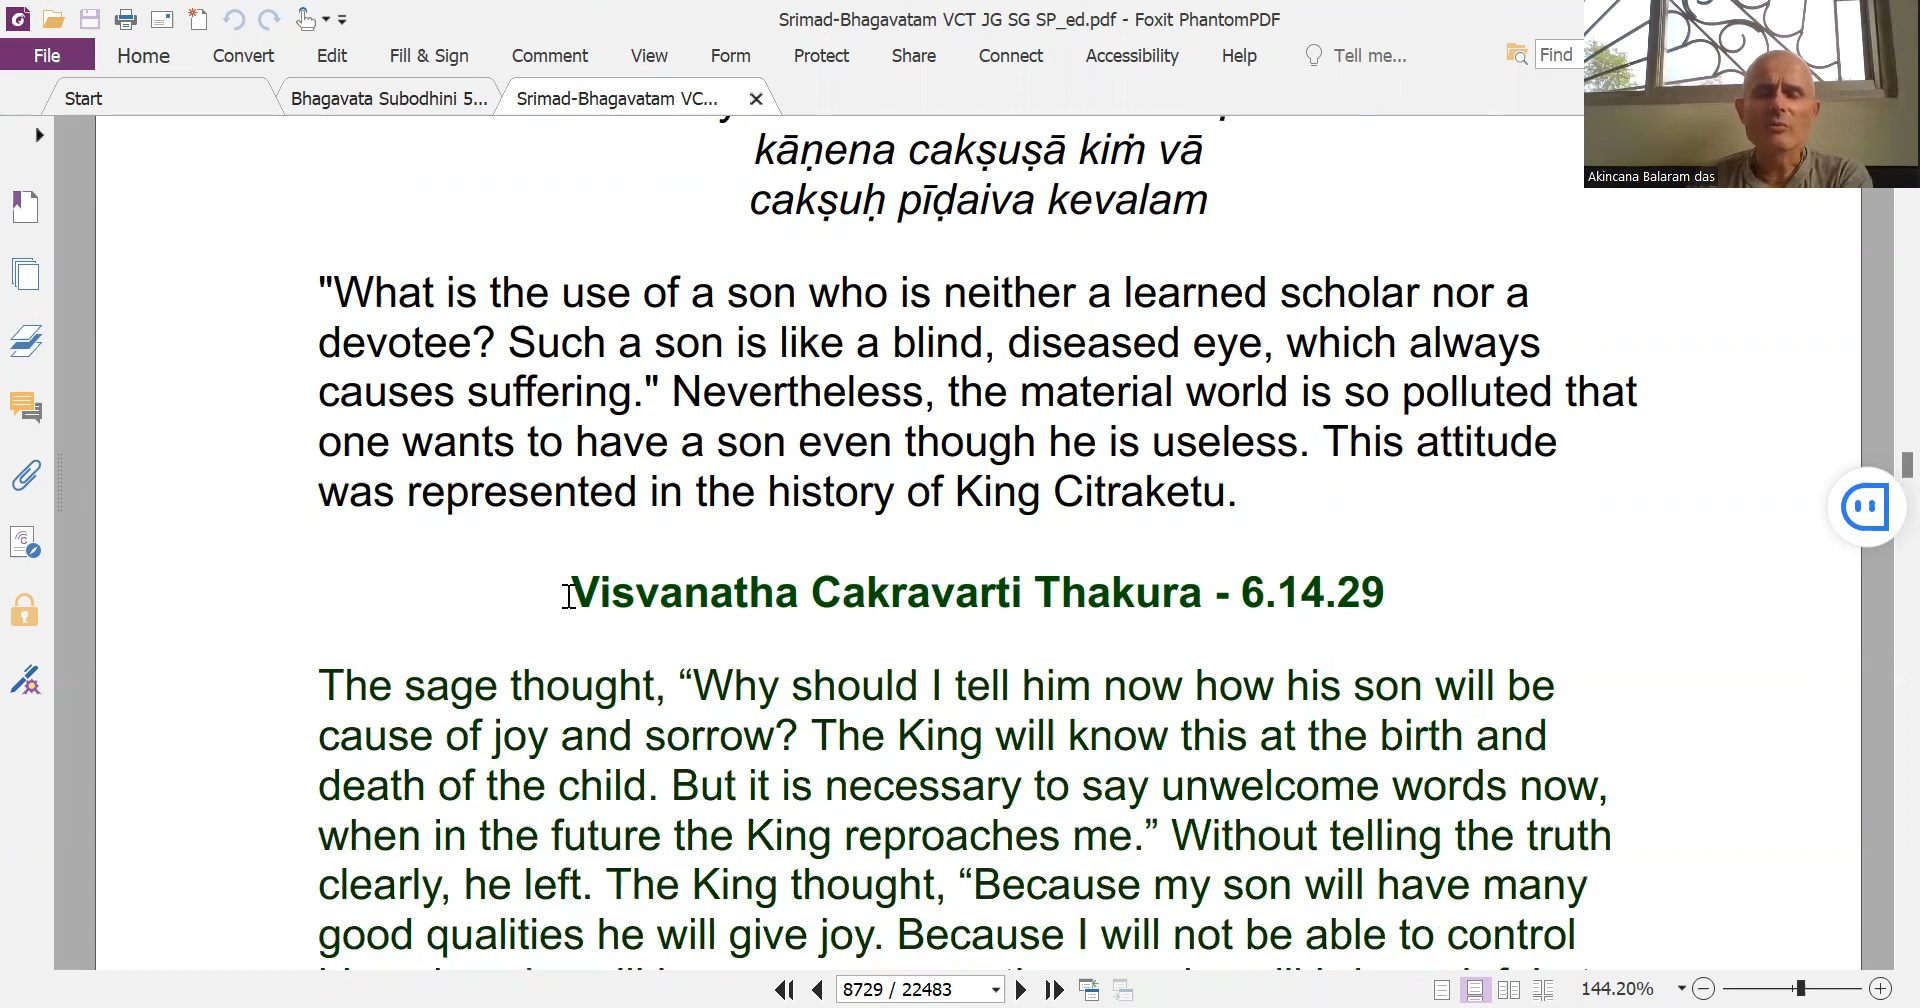 Srimad-Bhagavatam VCT JG SG SP_ed.pdf - Foxit PhantomPDF
File Home Convert Edit Fill & Sign Comment View Form Protect Share Connect Accessibility Help Tell me... Find
Start Bhagavata Subodhini 5... Srimad-Bhagavatam VC...
Akincana Balaram das
kāṇena cakṣuṣā kiṁ vā
cakṣuḥ pīḍaiva kevalam
"What is the use of a son who is neither a learned scholar nor a
devotee? Such a son is like a blind, diseased eye, which always
causes suffering." Nevertheless, the material world is so polluted that
one wants to have a son even though he is useless. This attitude
was represented in the history of King Citraketu.
Visvanatha Cakravarti Thakura - 6.14.29
The sage thought, “Why should I tell him now how his son will be
cause of joy and sorrow? The King will know this at the birth and
death of the child. But it is necessary to say unwelcome words now,
when in the future the King reproaches me.” Without telling the truth
clearly, he left. The King thought, “Because my son will have many
good qualities he will give joy. Because I will not be able to control
8729 / 22483
144.20%